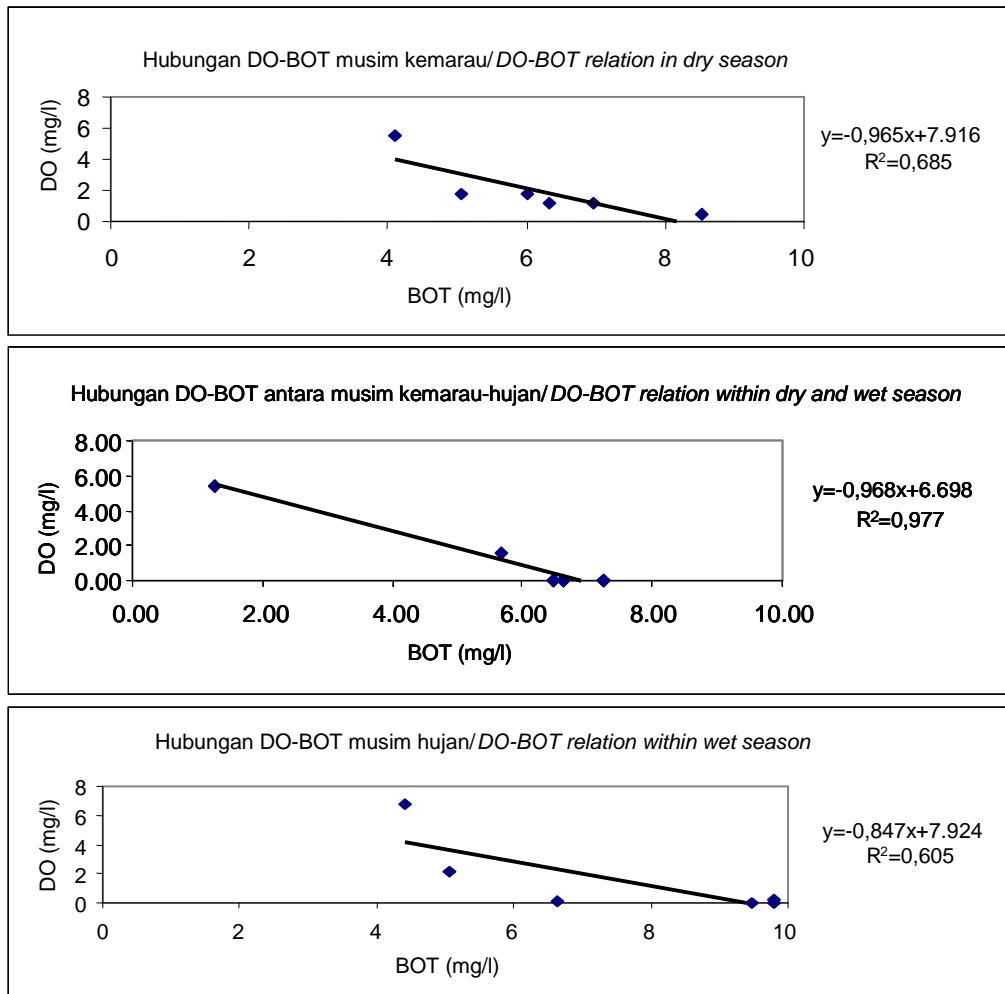 Hubungan DO-BOT musim kemarau/DO-BOT relation in dry season
8
6
4
2
0
DO (mg/l)
0 2 4 6 8 10
BOT (mg/l)
y=-0,965x+7.916
R²=0,685
Hubungan DO-BOT antara musim kemarau-hujan/DO-BOT relation within dry and wet season
8.00
6.00
4.00
2.00
0.00
DO (mg/l)
0.00 2.00 4.00 6.00 8.00 10.00
BOT (mg/l)
y=-0,968x+6.698
R²=0,977
Hubungan DO-BOT musim hujan/DO-BOT relation within wet season
8
6
4
2
0
DO (mg/l)
0 2 4 6 8 10
BOT (mg/l)
y=-0,847x+7.924
R²=0,605